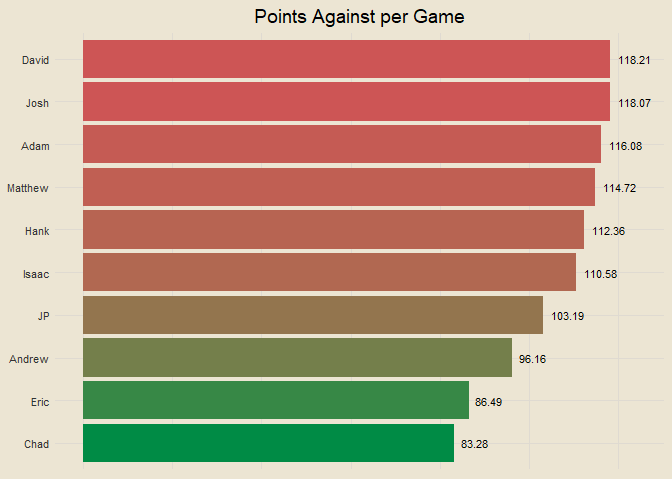 Points Against per Game
David 118.21
Josh 118.07
Adam 116.08
Matthew 114.72
Hank 112.36
Isaac 110.58
JP 103.19
Andrew 96.16
Eric 86.49
Chad 83.28